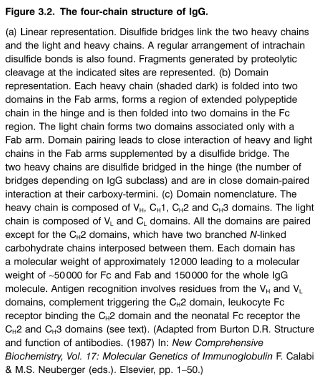 Figure 3.2. The four-chain structure of IgG.
(a) Linear representation. Disulfide bridges link the two heavy chains
and the light and heavy chains. A regular arrangement of intrachain
disulfide bonds is also found. Fragments generated by proteolytic
cleavage at the indicated sites are represented. (b) Domain
representation. Each heavy chain (shaded dark) is folded into two
domains in the Fab arms, forms a region of extended polypeptide
chain in the hinge and is then folded into two domains in the Fc
region. The light chain forms two domains associated only with a
Fab arm. Domain pairing leads to close interaction of heavy and light
chains in the Fab arms supplemented by a disulfide bridge. The
two heavy chains are disulfide bridged in the hinge (the number of
bridges depending on IgG subclass) and are in close domain-paired
interaction at their carboxy-termini. (c) Domain nomenclature. The
heavy chain is composed of VH, CH1, CH2 and CH3 domains. The light
chain is composed of VL and CL domains. All the domains are paired
except for the CH2 domains, which have two branched N-linked
carbohydrate chains interposed between them. Each domain has
a molecular weight of approximately 12 000 leading to a molecular
weight of ~50 000 for Fc and Fab and 150 000 for the whole IgG
molecule. Antigen recognition involves residues from the VH and VL
domains, complement triggering the CH2 domain, leukocyte Fc
receptor binding the CH2 domain and the neonatal Fc receptor the
CH2 and CH3 domains (see text). (Adapted from Burton D.R. Structure
and function of antibodies. (1987) In: New Comprehensive
Biochemistry, Vol. 17: Molecular Genetics of Immunoglobulin F. Calabi
& M.S. Neuberger (eds.). Elsevier, pp. 1–50.)